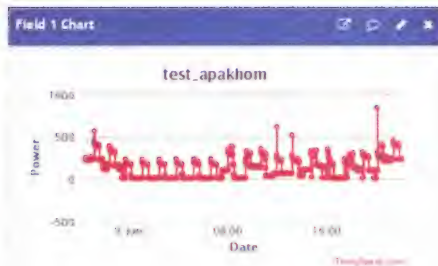 Field 1 Chart
test_apakhom
1000
500
0
-500
Power
9. Jun
08:00
16:00
Date
ThingSpeak.com